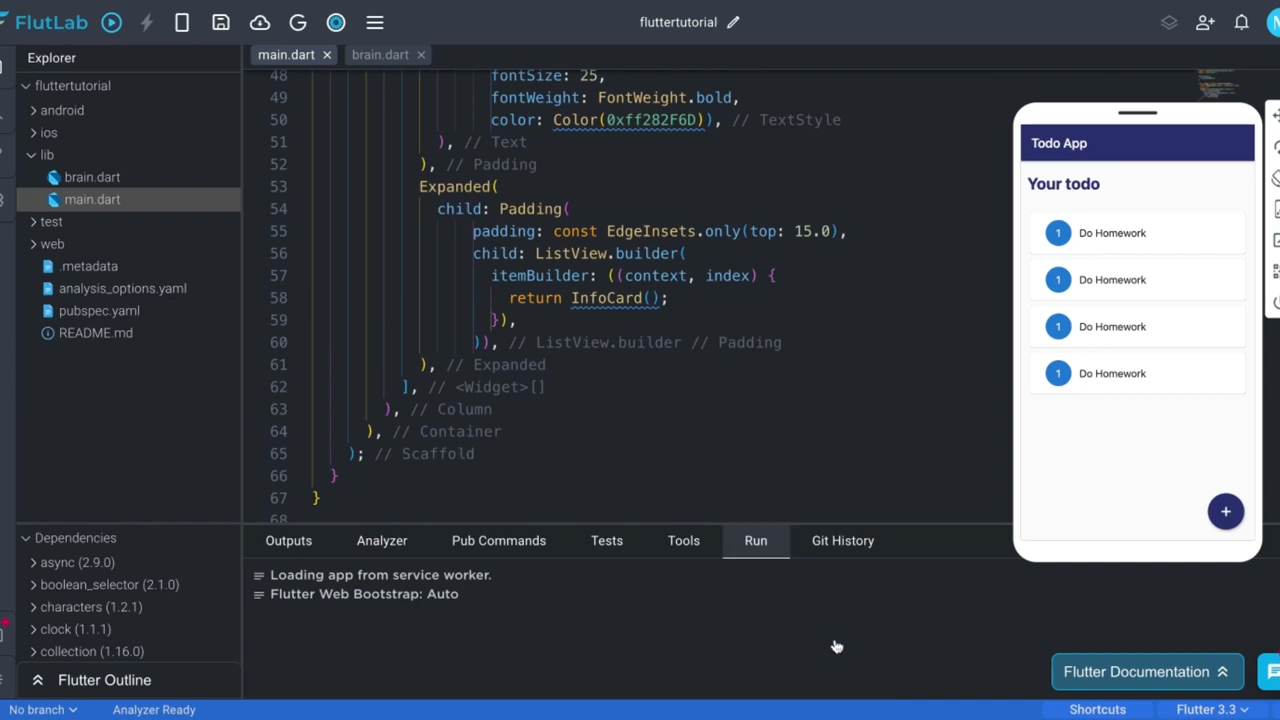 FlutLab
fluttertutorial
Explorer
main.dart
brain.dart
fluttertutorial
android
ios
lib
brain.dart
main.dart
test
web
.metadata
analysis_options.yaml
pubspec.yaml
README.md
48 fontSize: 25,
49 fontWeight: FontWeight.bold,
50 color: Color(0xff282F6D)), // TextStyle
51 ), // Text
52 ), // Padding
53 Expanded(
54 child: Padding(
55 padding: const EdgeInsets.only(top: 15.0),
56 child: ListView.builder(
57 itemBuilder: ((context, index) {
58 return InfoCard();
59 }),
60 )), // ListView.builder // Padding
61 ), // Expanded
62 ], // <Widget>[]
63 ), // Column
64 ), // Container
65 ); // Scaffold
66 }
67 }
68
Todo App
Your todo
1 Do Homework
1 Do Homework
1 Do Homework
1 Do Homework
+
Dependencies
async (2.9.0)
boolean_selector (2.1.0)
characters (1.2.1)
clock (1.1.1)
collection (1.16.0)
Flutter Outline
Outputs Analyzer Pub Commands Tests Tools Run Git History
Loading app from service worker.
Flutter Web Bootstrap: Auto
Flutter Documentation
No branch Analyzer Ready Shortcuts Flutter 3.3